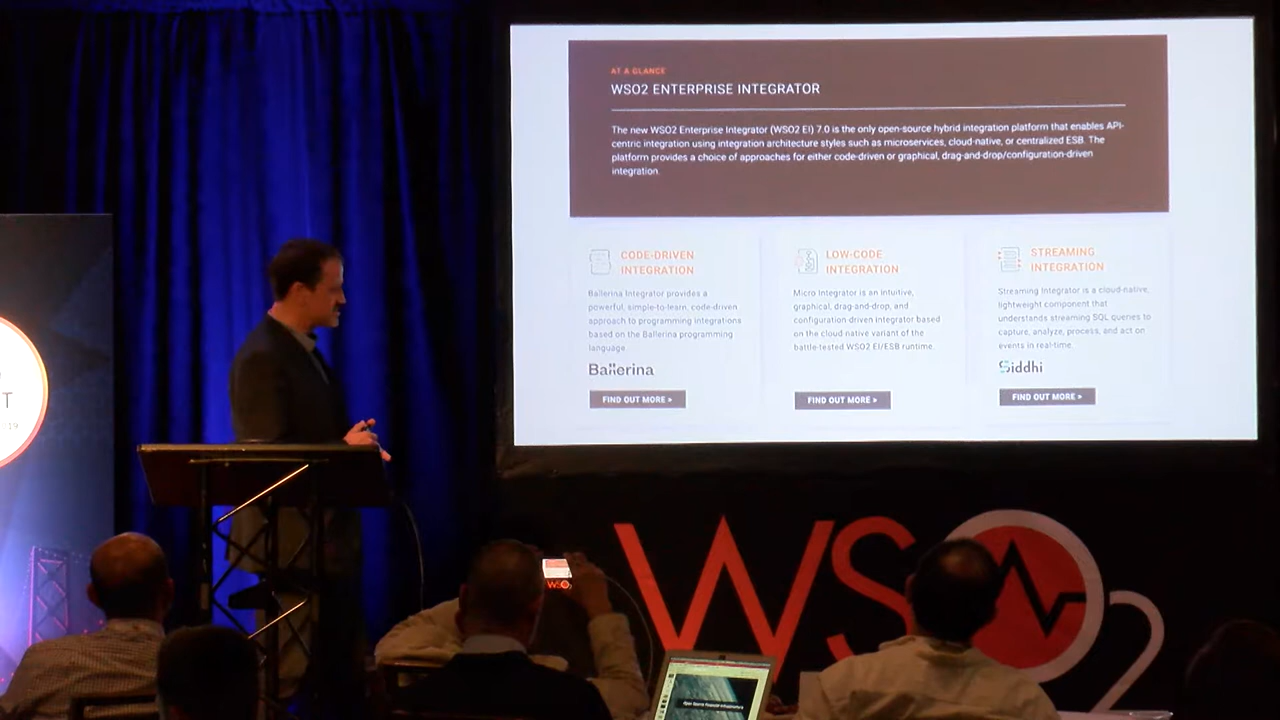 AT A GLANCE
WSO2 ENTERPRISE INTEGRATOR
The new WSO2 Enterprise Integrator (WSO2 EI) 7.0 is the only open-source hybrid integration platform that enables API-
centric integration using integration architecture styles such as microservices, cloud-native, or centralized ESB. The
platform provides a choice of approaches for either code-driven or graphical, drag-and-drop/configuration-driven
integration.
CODE-DRIVEN
INTEGRATION
Ballerina Integrator provides a
powerful, simple-to-learn, code-driven
approach to programming integrations
based on the Ballerina programming
language.
Ballerina
FIND OUT MORE »
LOW-CODE
INTEGRATION
Micro Integrator is an intuitive,
graphical, drag-and-drop, and
configuration driven integrator based
on the cloud-native variant of the
battle-tested WSO2 EI/ESB runtime.
FIND OUT MORE »
STREAMING
INTEGRATION
Streaming Integrator is a cloud-native,
lightweight component that
understands streaming SQL queries to
capture, analyze, process, and act on
events in real-time.
Siddhi
FIND OUT MORE »
T
19
WSO2
WSO2